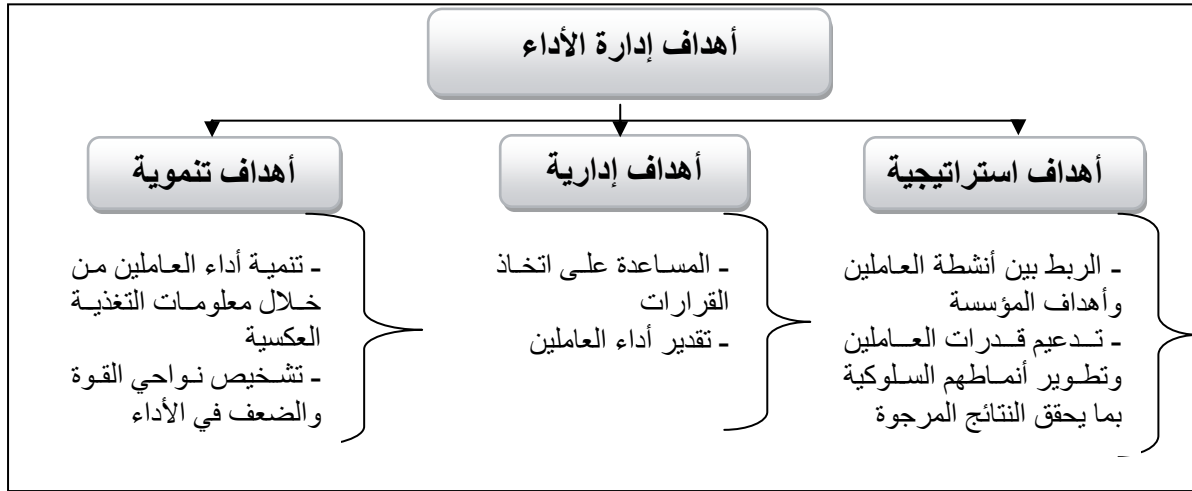 أهداف إدارة الأداء
أهداف استراتيجية
- الربط بين أنشطة العاملين
وأهداف المؤسسة
- تدعيم قدرات العاملين
وتطوير أنماطهم السلوكية
بما يحقق النتائج المرجوة
أهداف إدارية
- المساعدة على اتخاذ
القرارات
- تقدير أداء العاملين
أهداف تنموية
- تنمية أداء العاملين من
خلال معلومات التغذية
العكسية
- تشخيص نواحي القوة
والضعف في الأداء